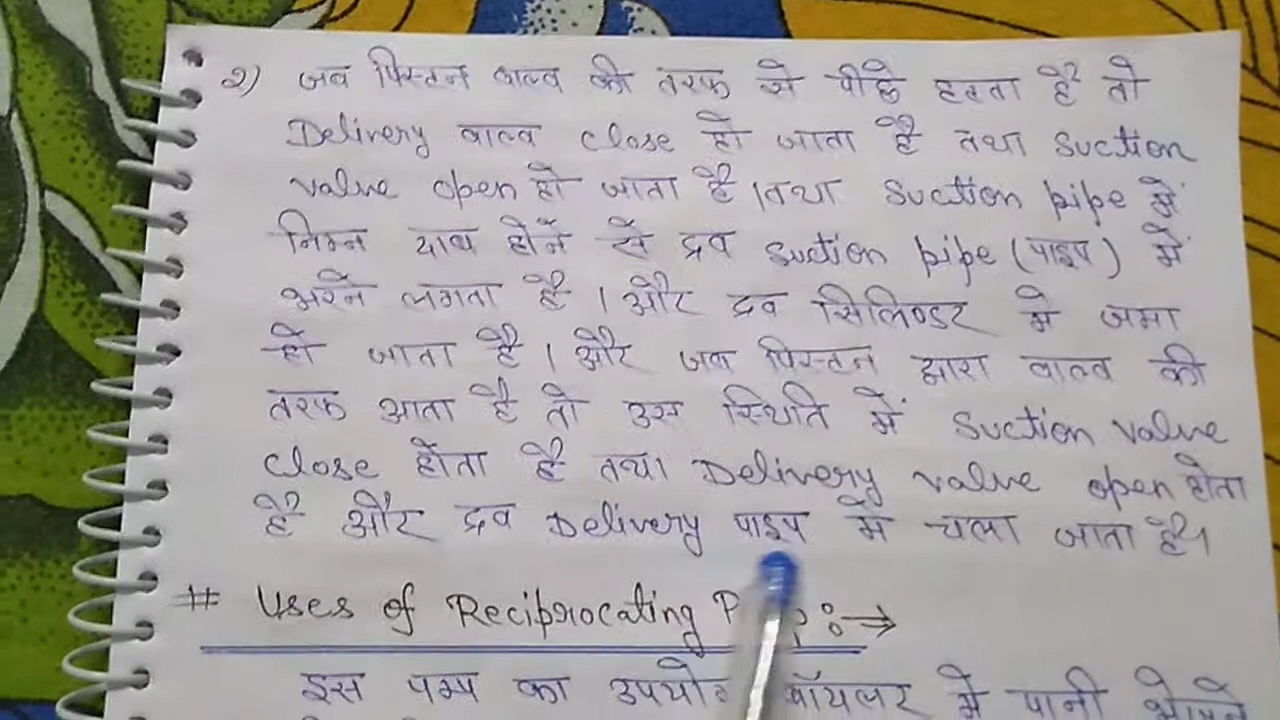 २) जब पिस्टन वाल्व की तरफ से पीछे हटता है तो
Delivery वाल्व close हो जाता है तथा suction
valve open हो जाता है। तथा suction pipe में
निम्न दाब होने से द्रव suction pipe (पाइप) में
भरने लगता है। और द्रव सिलिण्डर मे जमा
हो जाता है। और जब पिस्टन द्वारा वाल्व की
तरफ आता है तो उस स्थिति में suction valve
close होता है तथा Delivery valve open होता
है और द्रव Delivery पाइप मे चला जाता है।
# Uses of Reciprocating :→
इस पम्प का बॉयलर मे पानी